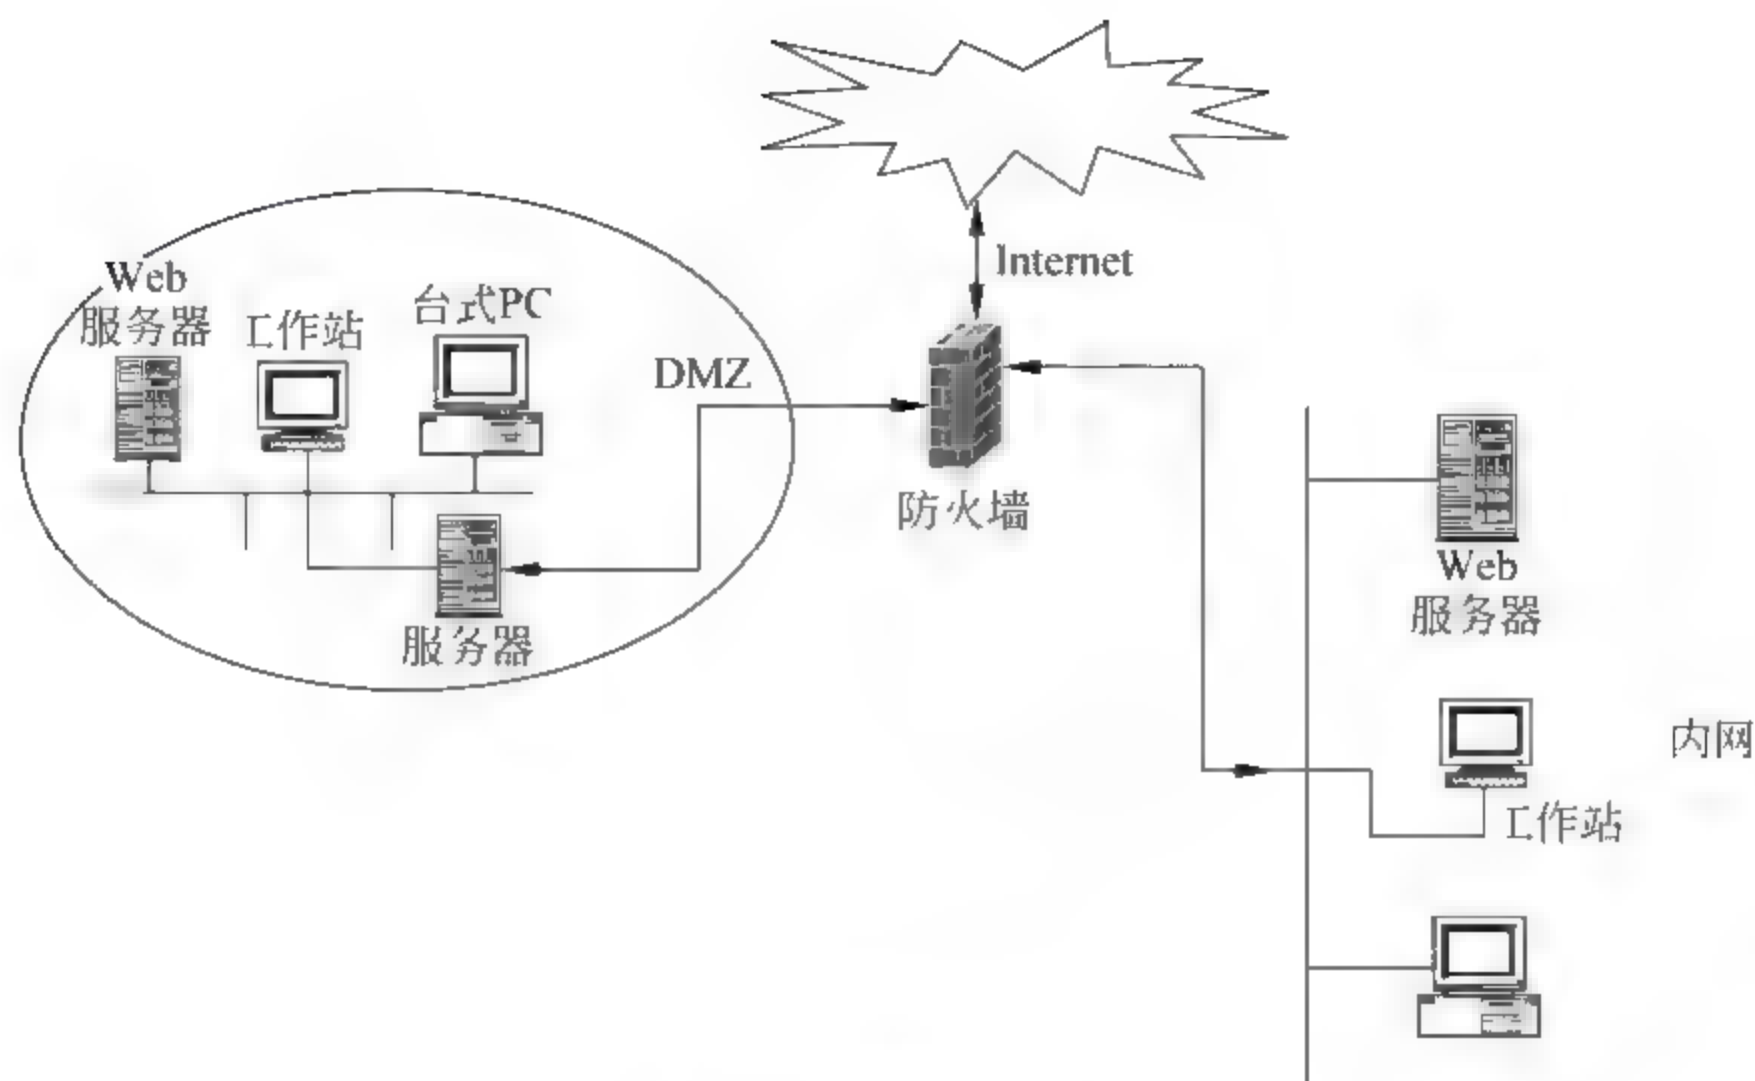 Internet
Web
服务器
工作站
台式PC
DMZ
服务器
防火墙
Web
服务器
内网
工作站